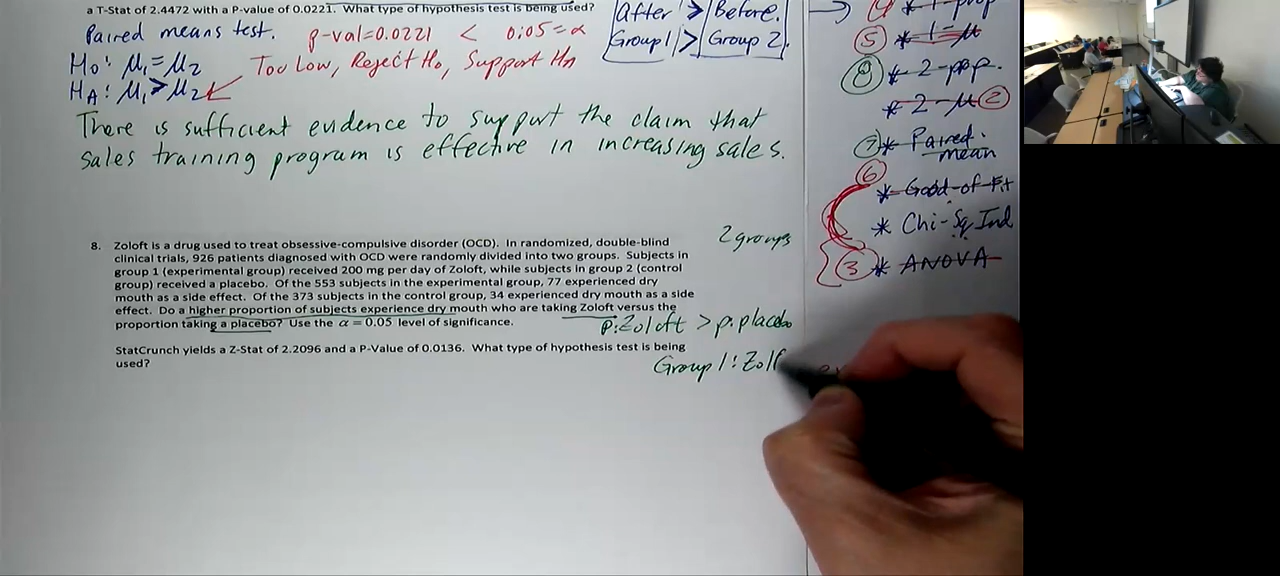 a T-Stat of 2.4472 with a P-value of 0.0221. What type of hypothesis test is being used?
Paired means test. p-val=0.0221 < 0.05=α
H0: μ1=μ2 Too Low, Reject H0, Support HA
HA: μ1>μ2
There is sufficient evidence to support the claim that
sales training program is effective in increasing sales.
After > Before.
Group 1 > Group 2.
* 1-prop
5 * 1-μ
8 * 2-prop.
* 2-μ 2
7 * Paired.
mean
6
* Good-of-Fit
* Chi-Sq Ind
3 * ANOVA
2 groups
8. Zoloft is a drug used to treat obsessive-compulsive disorder (OCD). In randomized, double-blind
clinical trials, 926 patients diagnosed with OCD were randomly divided into two groups. Subjects in
group 1 (experimental group) received 200 mg per day of Zoloft, while subjects in group 2 (control
group) received a placebo. Of the 553 subjects in the experimental group, 77 experienced dry
mouth as a side effect. Of the 373 subjects in the control group, 34 experienced dry mouth as a side
effect. Do a higher proportion of subjects experience dry mouth who are taking Zoloft versus the
proportion taking a placebo? Use the α = 0.05 level of significance.
p:Zoloft > p:placebo
StatCrunch yields a Z-Stat of 2.2096 and a P-Value of 0.0136. What type of hypothesis test is being
used?
Group 1: Zolf